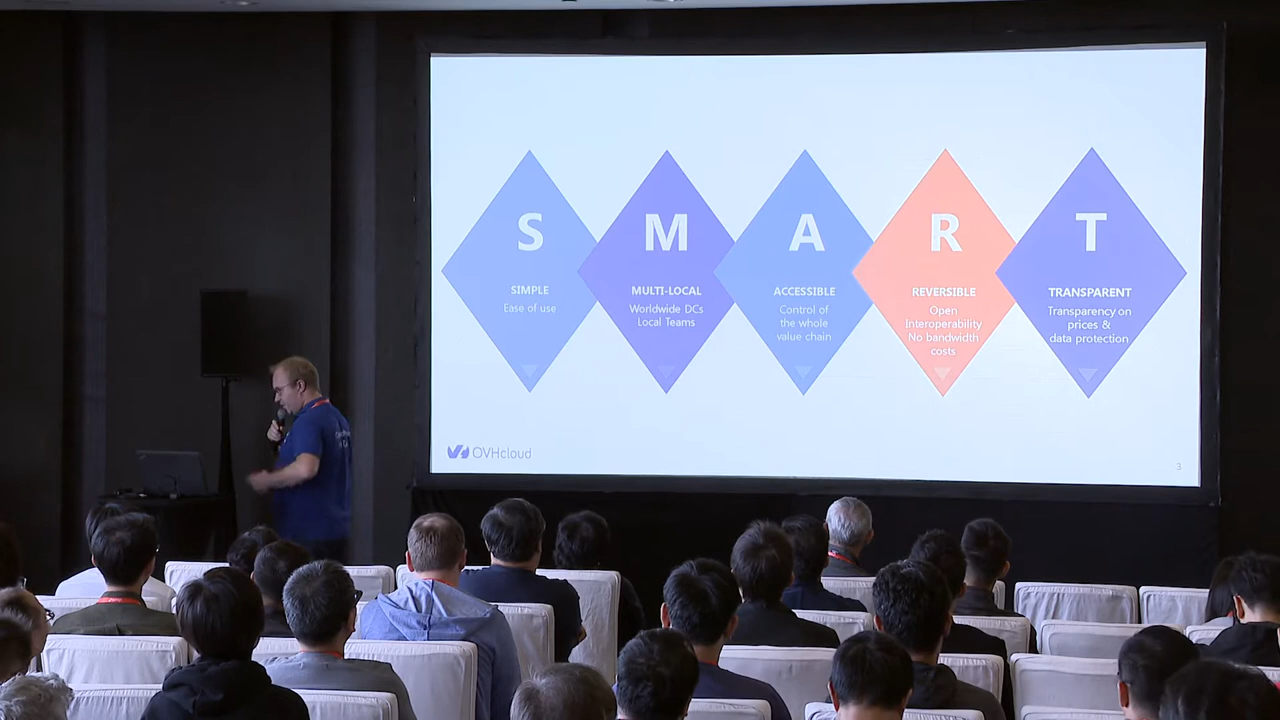 S
SIMPLE
Ease of use
M
MULTI-LOCAL
Worldwide DCs
Local Teams
A
ACCESSIBLE
Control of
the whole
value chain
R
REVERSIBLE
Open
Interoperability
No bandwidth
costs
T
TRANSPARENT
Transparency on
prices &
data protection
OVHcloud
3